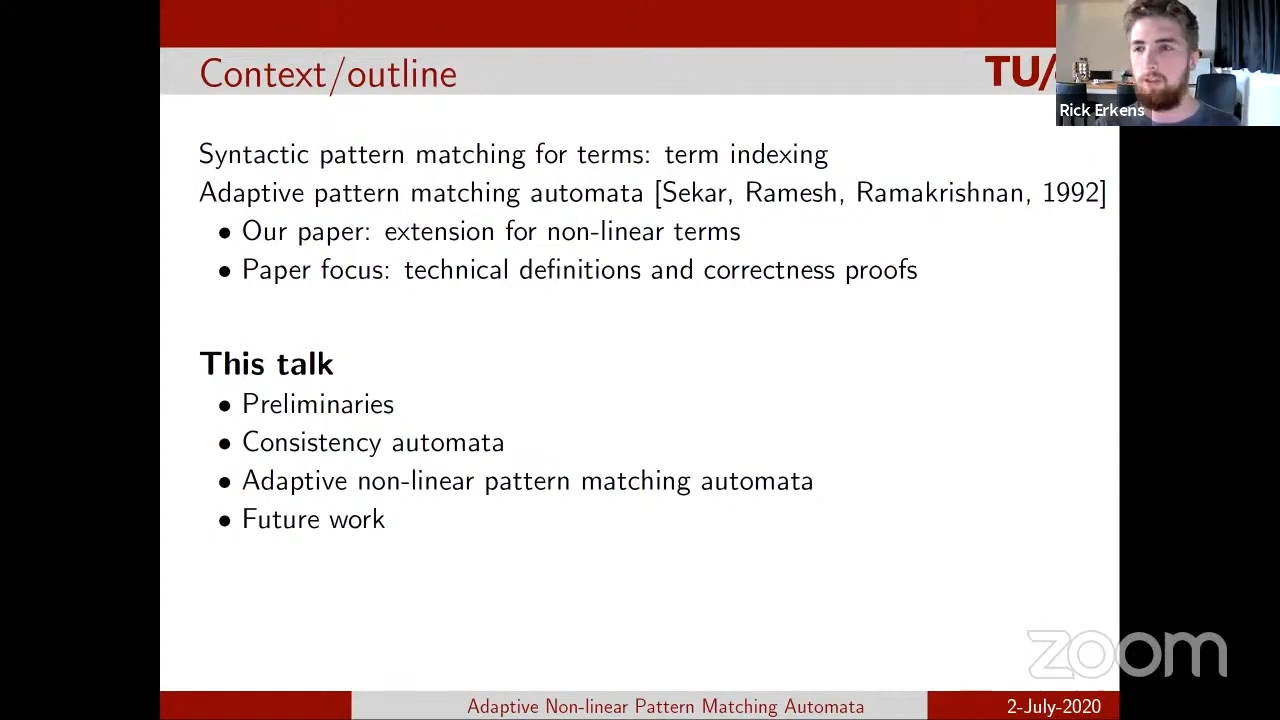 Context/outline
TU/
Rick Erkens
Syntactic pattern matching for terms: term indexing
Adaptive pattern matching automata [Sekar, Ramesh, Ramakrishnan, 1992]
• Our paper: extension for non-linear terms
• Paper focus: technical definitions and correctness proofs
This talk
• Preliminaries
• Consistency automata
• Adaptive non-linear pattern matching automata
• Future work
zoom
Adaptive Non-linear Pattern Matching Automata
2-July-2020